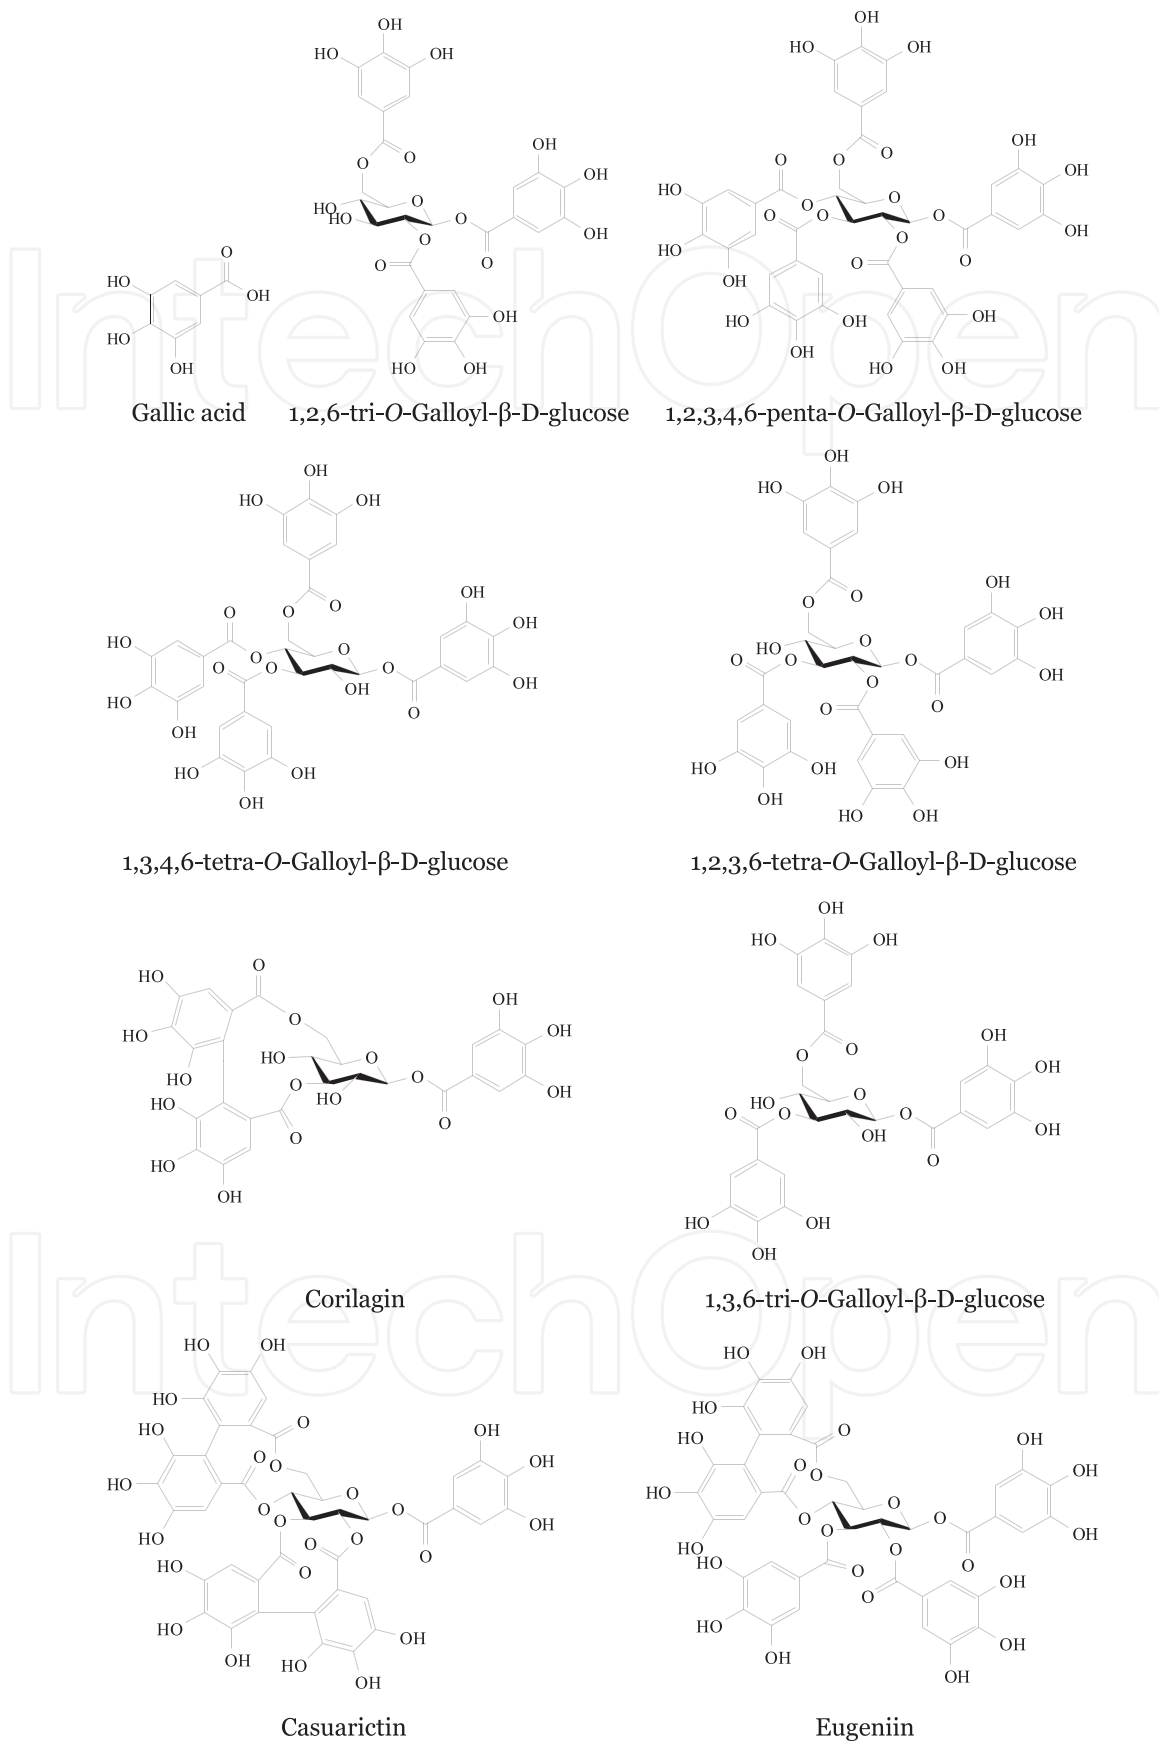 Gallic acid
1,2,6-tri-O-Galloyl-β-D-glucose
1,2,3,4,6-penta-O-Galloyl-β-D-glucose
1,3,4,6-tetra-O-Galloyl-β-D-glucose
1,2,3,6-tetra-O-Galloyl-β-D-glucose
Corilagin
1,3,6-tri-O-Galloyl-β-D-glucose
Casuarictin
Eugeniin
IntechOpen
IntechOpen